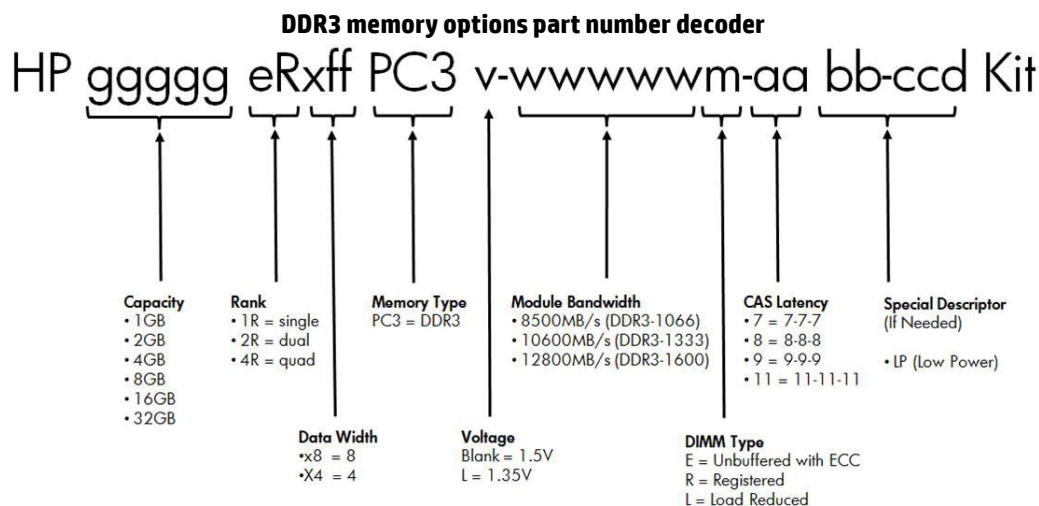 DDR3 memory options part number decoder
HP ggggg eRxff PC3 v-wwwwwm-aa bb-ccd Kit
Capacity
• 1GB
• 2GB
• 4GB
• 8GB
• 16GB
• 32GB
Rank
• 1R = single
• 2R = dual
• 4R = quad
Data Width
•x8 = 8
•X4 = 4
Memory Type
PC3 = DDR3
Voltage
Blank = 1.5V
L = 1.35V
Module Bandwidth
• 8500MB/s (DDR3-1066)
• 10600MB/s (DDR3-1333)
• 12800MB/s (DDR3-1600)
DIMM Type
E = Unbuffered with ECC
R = Registered
L = Load Reduced
CAS Latency
• 7 = 7-7-7
• 8 = 8-8-8
• 9 = 9-9-9
• 11 = 11-11-11
Special Descriptor
(If Needed)
• LP (Low Power)